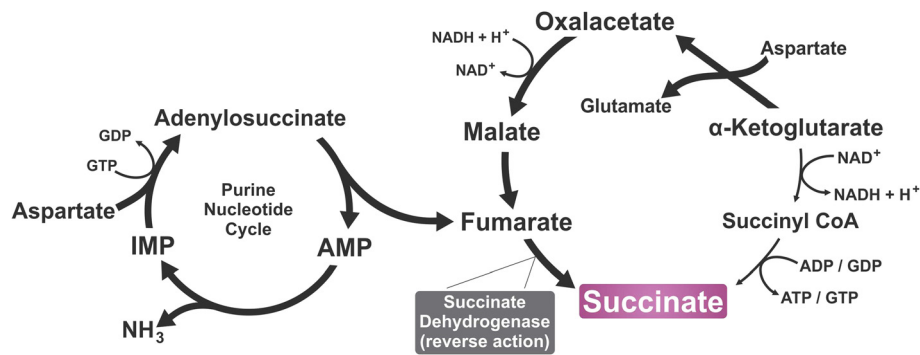 Oxalacetate
NADH + H⁺
NAD⁺
Aspartate
Glutamate
Malate
α-Ketoglutarate
NAD⁺
NADH + H⁺
Succinyl CoA
ADP / GDP
ATP / GTP
Adenylosuccinate
GDP
GTP
Aspartate
Purine
Nucleotide
Cycle
IMP
AMP
NH₃
Fumarate
Succinate
Dehydrogenase
(reverse action)
Succinate